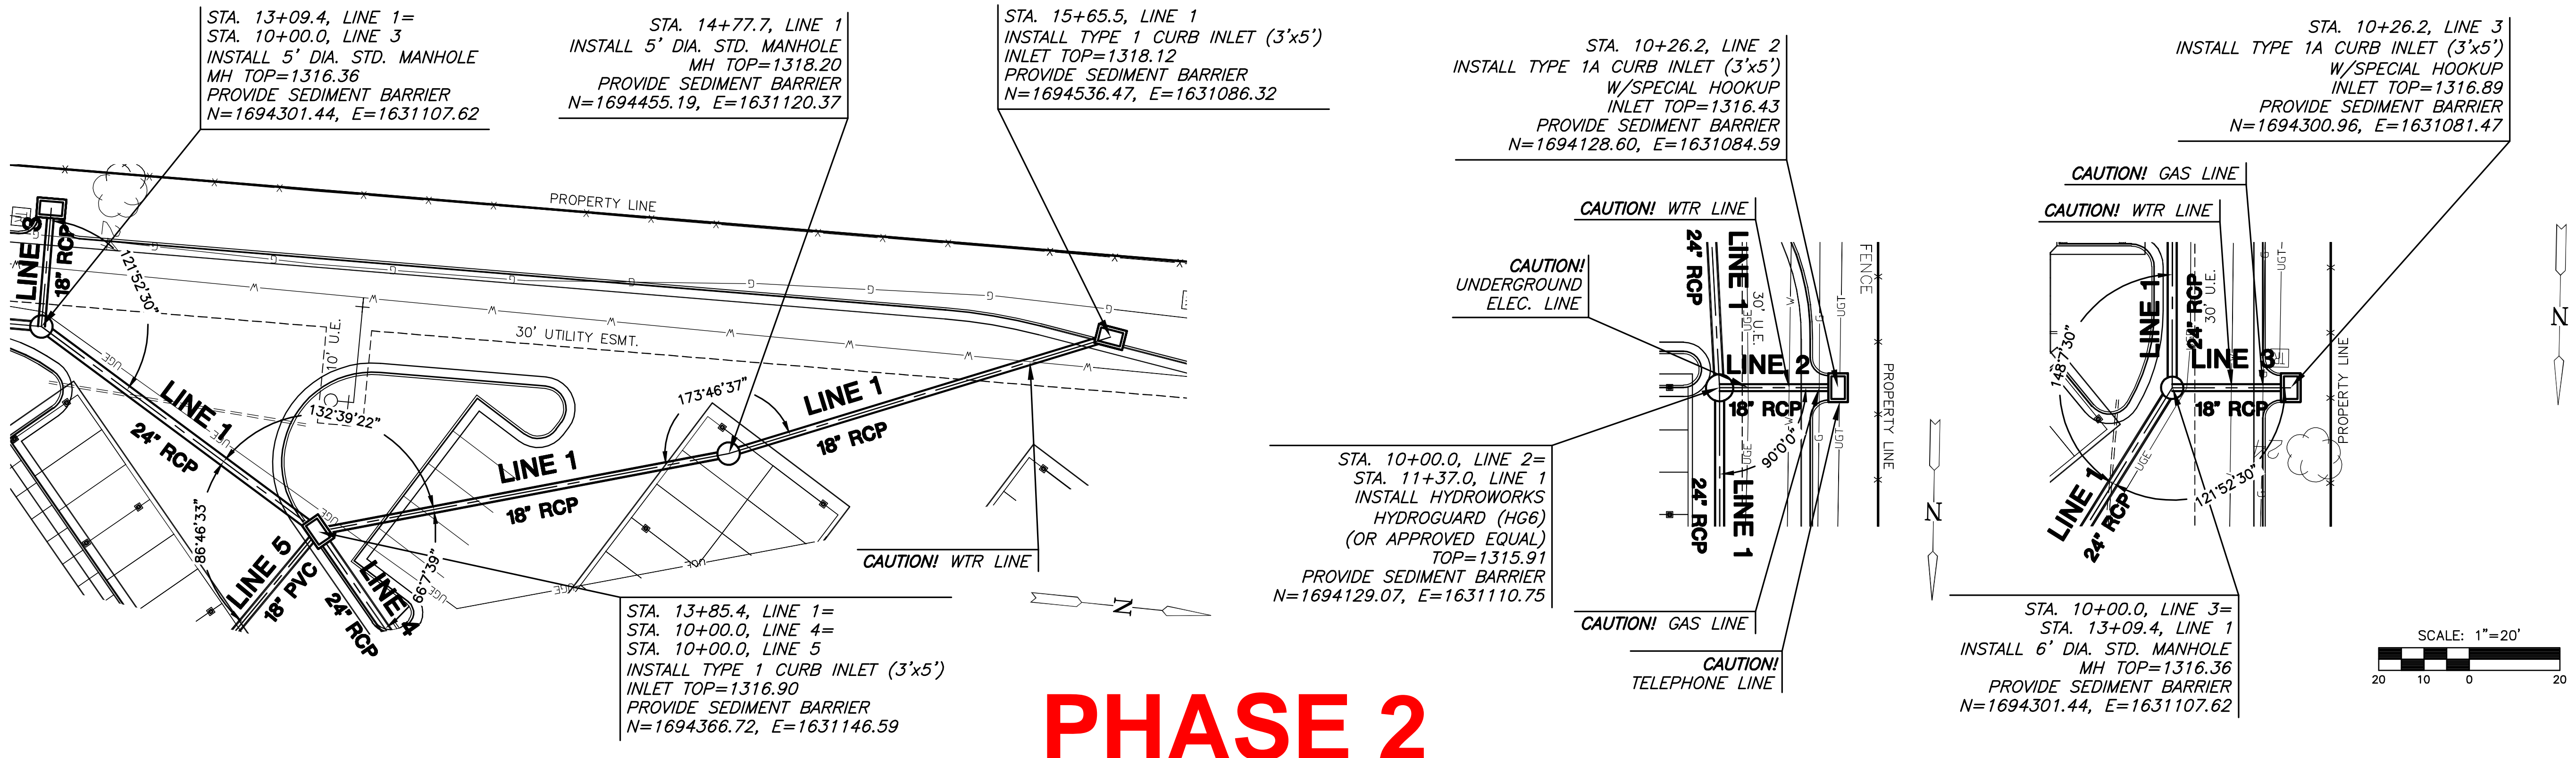 STA. 13+09.4, LINE 1=
STA. 10+00.0, LINE 3
INSTALL 5' DIA. STD. MANHOLE
MH TOP=1316.36
PROVIDE SEDIMENT BARRIER
N=1694301.44, E=1631107.62
STA. 14+77.7, LINE 1
INSTALL 5' DIA. STD. MANHOLE
MH TOP=1318.20
PROVIDE SEDIMENT BARRIER
N=1694455.19, E=1631120.37
STA. 15+65.5, LINE 1
INSTALL TYPE 1 CURB INLET (3'x5')
INLET TOP=1318.12
PROVIDE SEDIMENT BARRIER
N=1694536.47, E=1631086.32
PROPERTY LINE
LINE 3
18" RCP
24
121°52'30"
G
G
G
G
G
G
G
G
W
W
W
W
W
W
W
10' U.E.
30' UTILITY ESMT.
UGE
LINE 1
24" RCP
132°39'22"
UGE
173°46'37"
LINE 1
18" RCP
LINE 1
18" RCP
86°46'33"
UGE
LINE 5
18" PVC
LINE 4
24" RCP
66°7'39"
UGE
UGE
UGE
CAUTION! WTR LINE
N
STA. 13+85.4, LINE 1=
STA. 10+00.0, LINE 4=
STA. 10+00.0, LINE 5
INSTALL TYPE 1 CURB INLET (3'x5')
INLET TOP=1316.90
PROVIDE SEDIMENT BARRIER
N=1694366.72, E=1631146.59
STA. 10+26.2, LINE 2
INSTALL TYPE 1A CURB INLET (3'x5')
W/SPECIAL HOOKUP
INLET TOP=1316.43
PROVIDE SEDIMENT BARRIER
N=1694128.60, E=1631084.59
CAUTION! WTR LINE
CAUTION!
UNDERGROUND
ELEC. LINE
24" RCP
LINE 1
30' U.E.
UGE
W
UGT
FENCE
LINE 2
18" RCP
90°0'0"
24" RCP
LINE 1
UGE
W
G
UGT
PROPERTY LINE
N
STA. 10+00.0, LINE 2=
STA. 11+37.0, LINE 1
INSTALL HYDROWORKS
HYDROGUARD (HG6)
(OR APPROVED EQUAL)
TOP=1315.91
PROVIDE SEDIMENT BARRIER
N=1694129.07, E=1631110.75
CAUTION! GAS LINE
CAUTION!
TELEPHONE LINE
STA. 10+26.2, LINE 3
INSTALL TYPE 1A CURB INLET (3'x5')
W/SPECIAL HOOKUP
INLET TOP=1316.89
PROVIDE SEDIMENT BARRIER
N=1694300.96, E=1631081.47
CAUTION! GAS LINE
CAUTION! WTR LINE
LINE 1
24" RCP
30' U.E.
G
UGT
148°7'30"
LINE 3
18" RCP
PROPERTY LINE
LINE 1
24" RCP
UGE
121°52'30"
24
N
STA. 10+00.0, LINE 3=
STA. 13+09.4, LINE 1
INSTALL 6' DIA. STD. MANHOLE
MH TOP=1316.36
PROVIDE SEDIMENT BARRIER
N=1694301.44, E=1631107.62
SCALE: 1"=20'
20 10 0 20
PHASE 2